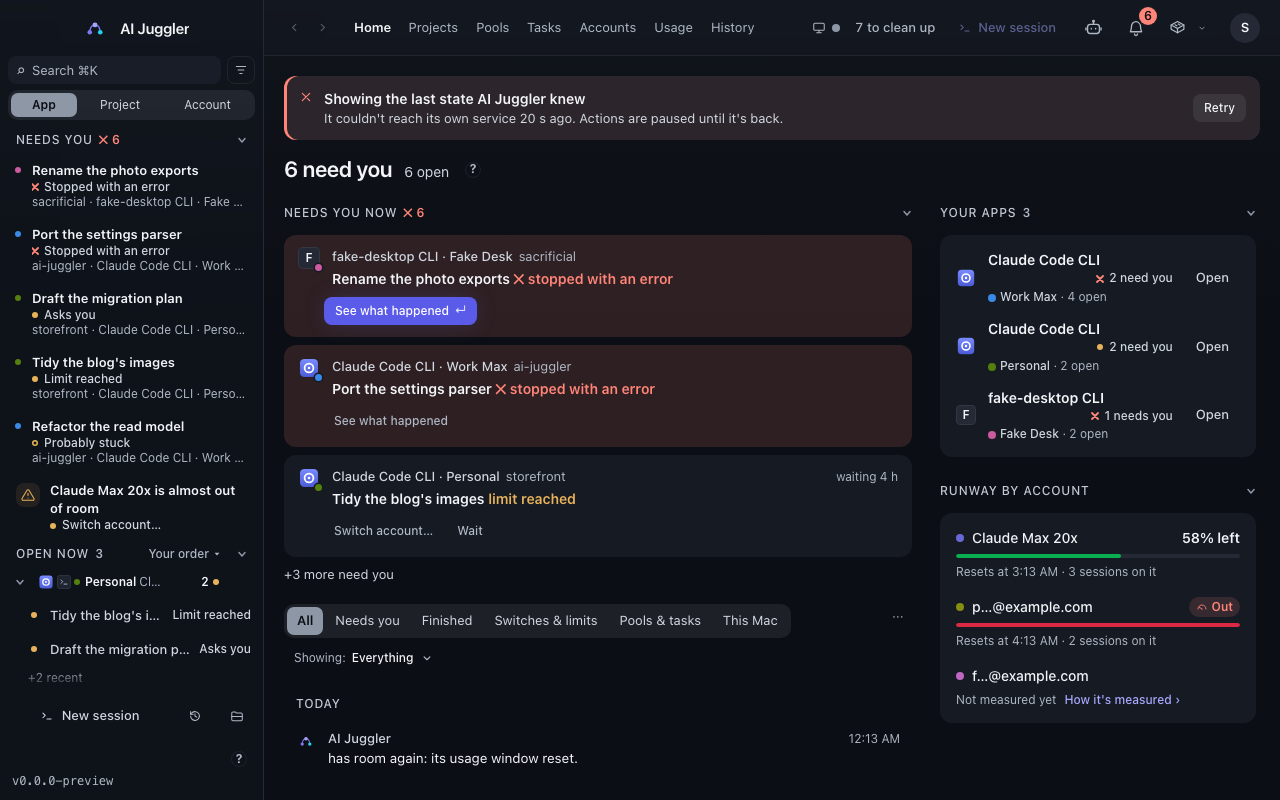 AI Juggler
Search ⌘K
App Project Account
NEEDS YOU 6
Rename the photo exports
Stopped with an error
sacrificial · fake-desktop CLI · Fake ...
Port the settings parser
Stopped with an error
ai-juggler · Claude Code CLI · Work ...
Draft the migration plan
Asks you
storefront · Claude Code CLI · Perso...
Tidy the blog's images
Limit reached
storefront · Claude Code CLI · Perso...
Refactor the read model
Probably stuck
ai-juggler · Claude Code CLI · Work ...
Claude Max 20x is almost out
of room
Switch account...
OPEN NOW 3 Your order
Personal Cl... 2
Tidy the blog's i... Limit reached
Draft the migration p... Asks you
+2 recent
New session
?
v0.0.0-preview
Home Projects Pools Tasks Accounts Usage History 7 to clean up New session 6 S
Showing the last state AI Juggler knew
It couldn't reach its own service 20 s ago. Actions are paused until it's back.
Retry
6 need you 6 open ?
NEEDS YOU NOW 6
F fake-desktop CLI · Fake Desk sacrificial
Rename the photo exports stopped with an error
See what happened ↵
Claude Code CLI · Work Max ai-juggler
Port the settings parser stopped with an error
See what happened
Claude Code CLI · Personal storefront waiting 4 h
Tidy the blog's images limit reached
Switch account... Wait
+3 more need you
All Needs you Finished Switches & limits Pools & tasks This Mac ...
Showing: Everything
TODAY
AI Juggler 12:13 AM
has room again: its usage window reset.
YOUR APPS 3
Claude Code CLI
2 need you Open
Work Max · 4 open
Claude Code CLI
2 need you Open
Personal · 2 open
fake-desktop CLI
F 1 needs you Open
Fake Desk · 2 open
RUNWAY BY ACCOUNT
Claude Max 20x 58% left
Resets at 3:13 AM · 3 sessions on it
p...@example.com Out
Resets at 4:13 AM · 2 sessions on it
f...@example.com
Not measured yet How it's measured ›